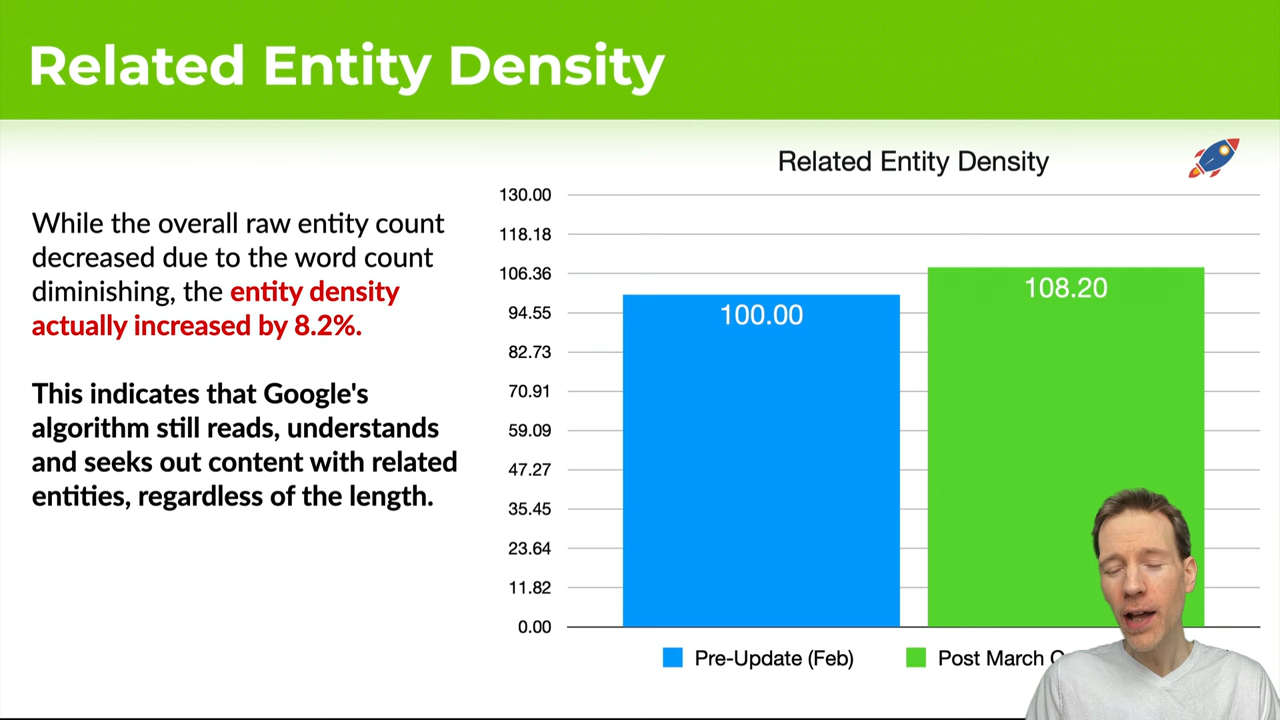 Related Entity Density
While the overall raw entity count
decreased due to the word count
diminishing, the entity density
actually increased by 8.2%.
This indicates that Google's
algorithm still reads, understands
and seeks out content with related
entities, regardless of the length.
Related Entity Density
130.00
118.18
106.36
94.55
82.73
70.91
59.09
47.27
35.45
23.64
11.82
0.00
100.00
108.20
Pre-Update (Feb)
Post March